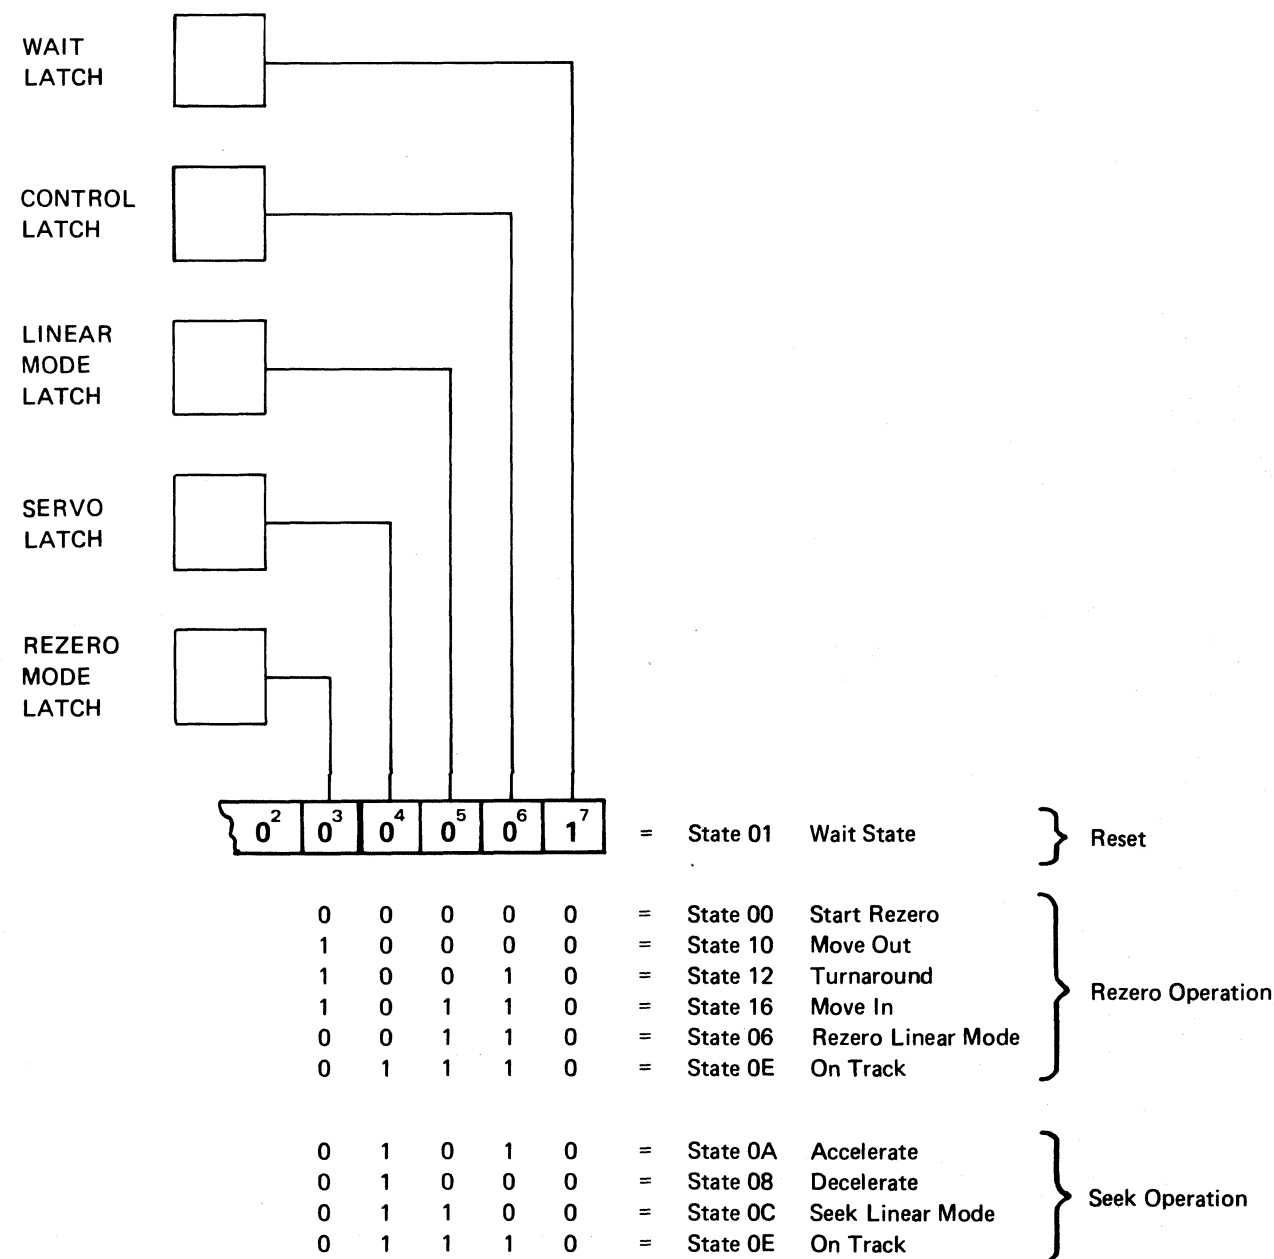 WAIT
LATCH
CONTROL
LATCH
LINEAR
MODE
LATCH
SERVO
LATCH
REZERO
MODE
LATCH
0² 0³ 0⁴ 0⁵ 0⁶ 1⁷ = State 01 Wait State Reset
0 0 0 0 0 = State 00 Start Rezero
1 0 0 0 0 = State 10 Move Out
1 0 0 1 0 = State 12 Turnaround
1 0 1 1 0 = State 16 Move In
0 0 1 1 0 = State 06 Rezero Linear Mode
0 1 1 1 0 = State 0E On Track
Rezero Operation
0 1 0 1 0 = State 0A Accelerate
0 1 0 0 0 = State 08 Decelerate
0 1 1 0 0 = State 0C Seek Linear Mode
0 1 1 1 0 = State 0E On Track
Seek Operation